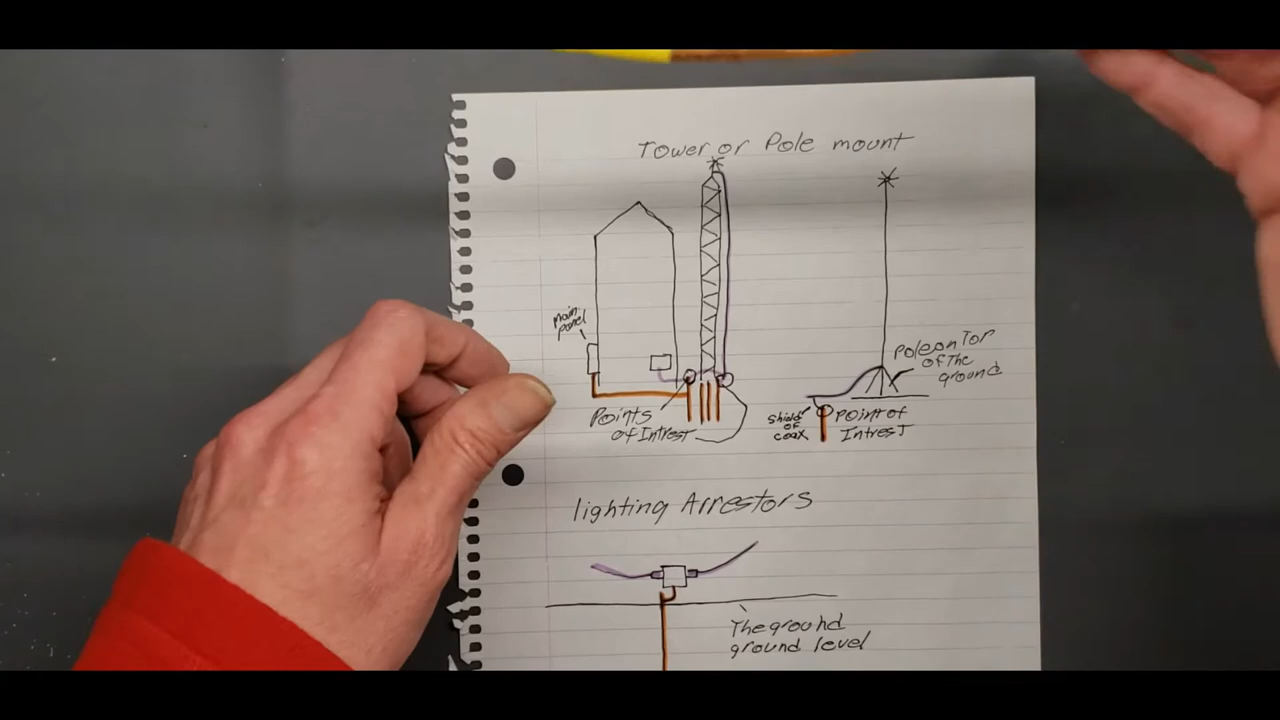 Tower or Pole mount
main
panel
Pole on Top
of the
ground
Points
of Intrest
shield
of
coax
Point of
Intrest
lighting Arrestors
The ground
ground level